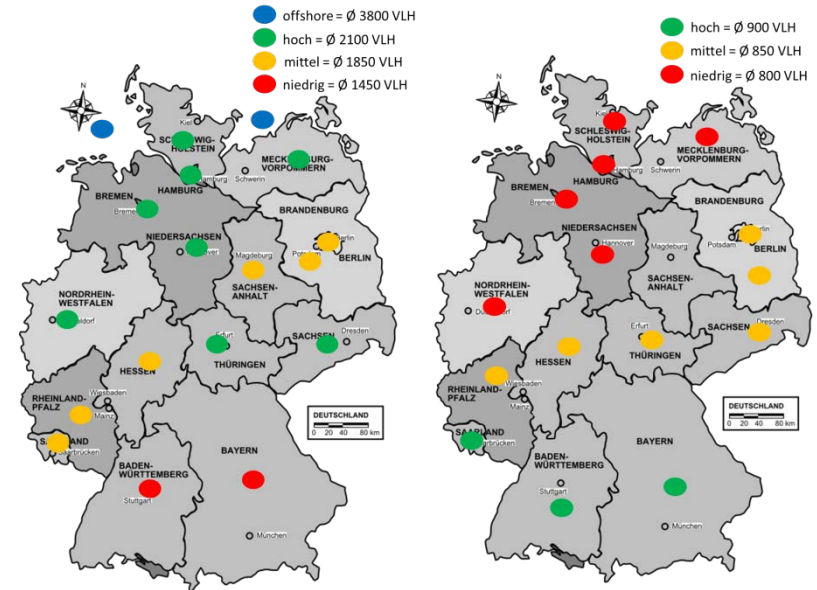 offshore = Ø 3800 VLH
hoch = Ø 2100 VLH
mittel = Ø 1850 VLH
niedrig = Ø 1450 VLH
N
Kiel
SCHLESWIG-
HOLSTEIN
MECKLENBURG-
VORPOMMERN
Schwerin
Hamburg
HAMBURG
BREMEN
Bremen
BRANDENBURG
NIEDERSACHSEN
Magdeburg
Potsdam
Berlin
BERLIN
SACHSEN-
ANHALT
NORDRHEIN-
WESTFALEN
Erfurt
THÜRINGEN
SACHSEN
Dresden
HESSEN
RHEINLAND-
PFALZ
Wiesbaden
Mainz
SAARLAND
Saarbrücken
DEUTSCHLAND
0 20 40 80 km
BADEN-
WÜRTTEMBERG
Stuttgart
BAYERN
München
hoch = Ø 900 VLH
mittel = Ø 850 VLH
niedrig = Ø 800 VLH
N
Kiel
SCHLESWIG-
HOLSTEIN
MECKLENBURG-
VORPOMMERN
Schwerin
Hamburg
HAMBURG
BREMEN
Bremen
BRANDENBURG
NIEDERSACHSEN
Hannover
Magdeburg
Potsdam
Berlin
BERLIN
SACHSEN-
ANHALT
NORDRHEIN-
WESTFALEN
Erfurt
THÜRINGEN
SACHSEN
Dresden
HESSEN
RHEINLAND-
PFALZ
Wiesbaden
Mainz
SAARLAND
Saarbrücken
DEUTSCHLAND
0 20 40 80 km
BADEN-
WÜRTTEMBERG
Stuttgart
BAYERN
München